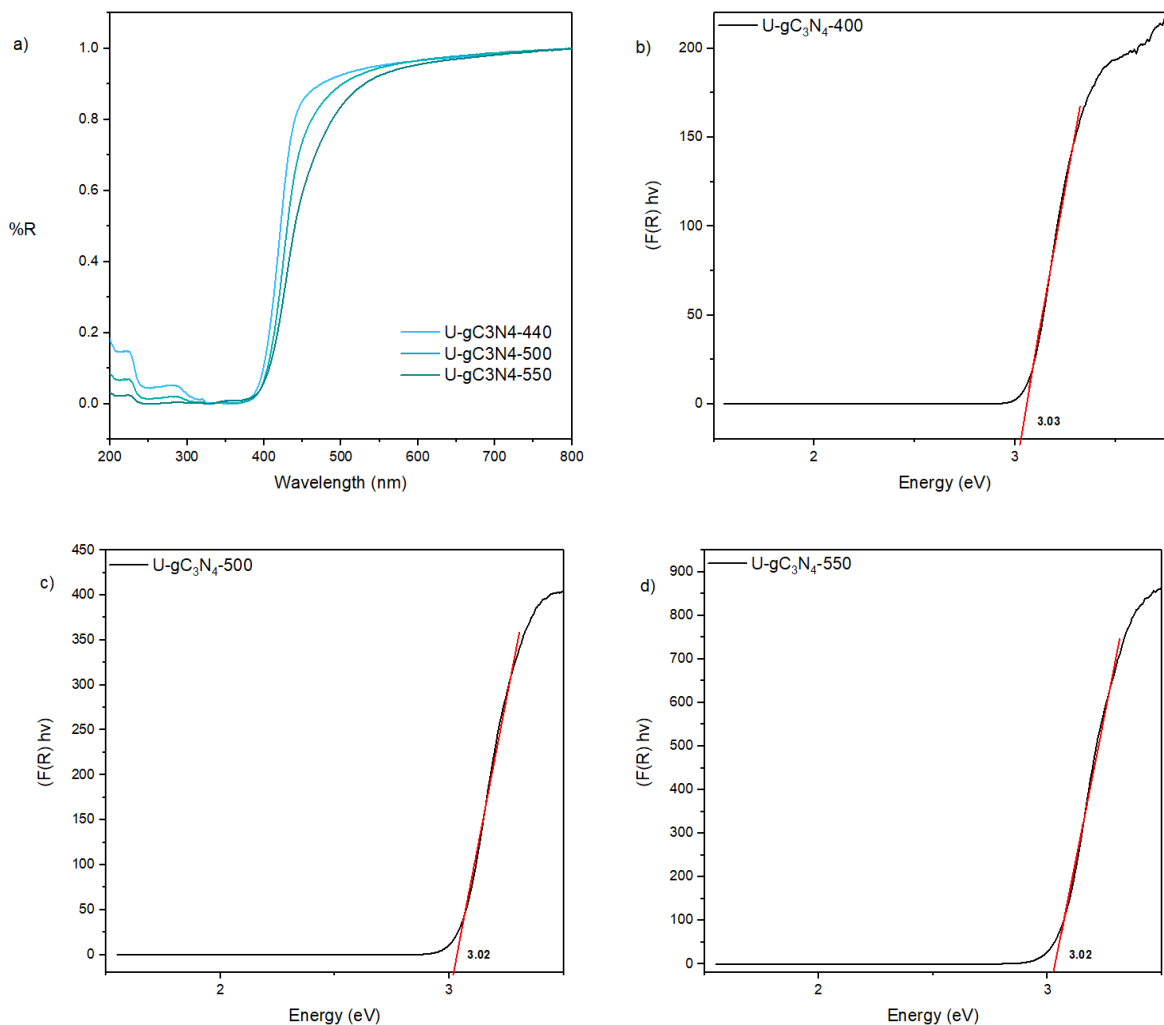 a)
1.0
0.8
0.6
%R
0.4
0.2
0.0
U-gC3N4-440
U-gC3N4-500
U-gC3N4-550
200 300 400 500 600 700 800
Wavelength (nm)
b)
U-gC₃N₄-400
200
150
100
50
0
(F(R) hv)
3.03
2 3
Energy (eV)
c)
U-gC₃N₄-500
450
400
350
300
250
200
150
100
50
0
(F(R) hv)
3.02
2 3
Energy (eV)
d)
U-gC₃N₄-550
900
800
700
600
500
400
300
200
100
0
(F(R) hv)
3.02
2 3
Energy (eV)